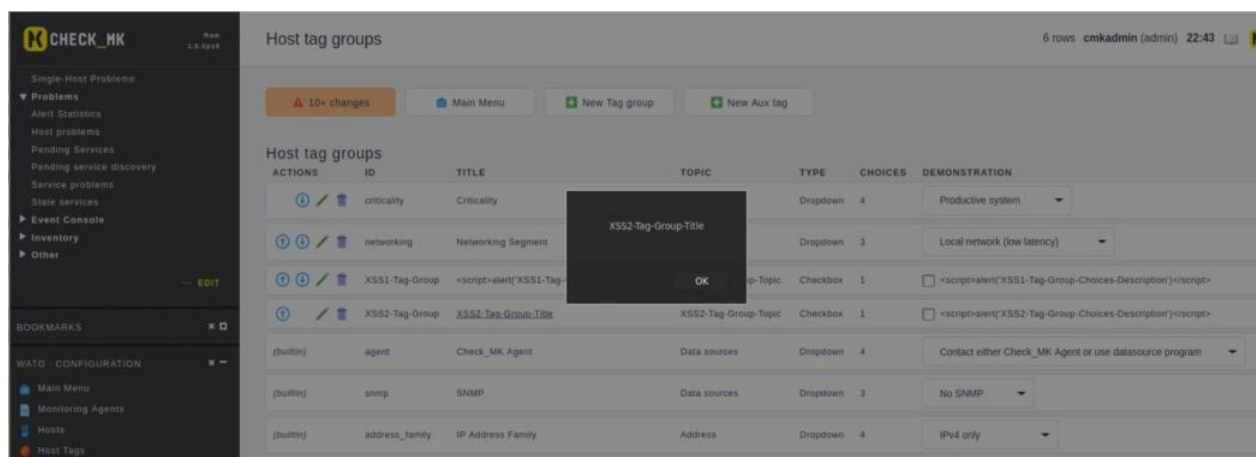 CHECK_MK
Raw
Host tag groups
6 rows cmkadmin (admin) 22:43
Single-Host Problems
Problems
Alert Statistics
Host problems
Pending Services
Pending service discovery
Service problems
Stale services
Event Console
Inventory
Other
EDIT
BOOKMARKS
WATO · CONFIGURATION
Main Menu
Monitoring Agents
Hosts
Host Tags
10+ changes
Main Menu
New Tag group
New Aux tag
Host tag groups
ACTIONS ID TITLE TOPIC TYPE CHOICES DEMONSTRATION
criticality Criticality Dropdown 4 Productive system
networking Networking Segment Dropdown 3 Local network (low latency)
XSS1-Tag-Group <script>alert('XSS1-Tag- p-Topic Checkbox 1 <script>alert('XSS1-Tag-Group-Choices-Description')</script>
XSS2-Tag-Group XSS2-Tag-Group-Title XSS2-Tag-Group-Topic Checkbox 1 <script>alert('XSS2-Tag-Group-Choices-Description')</script>
(builtin) agent Check_MK Agent Data sources Dropdown 4 Contact either Check_MK Agent or use datasource program
(builtin) snmp SNMP Data sources Dropdown 3 No SNMP
(builtin) address_family IP Address Family Address Dropdown 4 IPv4 only
XSS2-Tag-Group-Title
OK